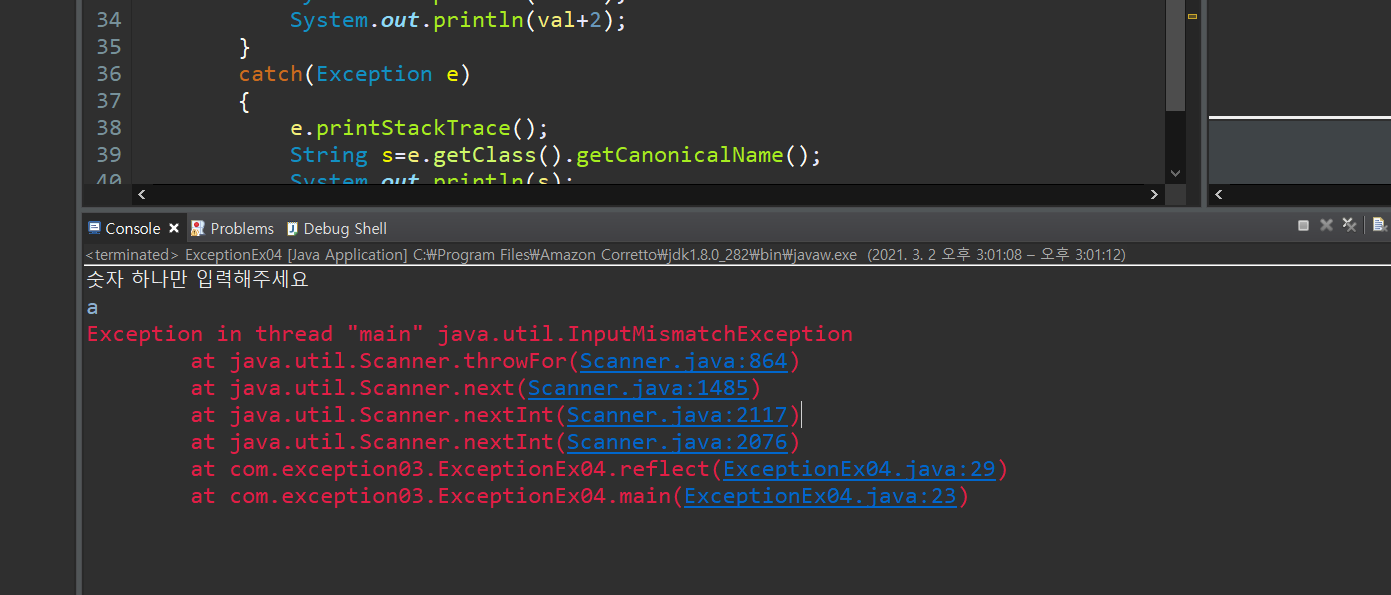 34 System.out.println(val+2);
35 }
36 catch(Exception e)
37 {
38 e.printStackTrace();
39 String s=e.getClass().getCanonicalName();
40 System.out.println(s);
Console Problems Debug Shell
<terminated> ExceptionEx04 [Java Application] C:₩Program Files₩Amazon Corretto₩jdk1.8.0_282₩bin₩javaw.exe (2021. 3. 2 오후 3:01:08 – 오후 3:01:12)
숫자 하나만 입력해주세요
a
Exception in thread "main" java.util.InputMismatchException
at java.util.Scanner.throwFor(Scanner.java:864)
at java.util.Scanner.next(Scanner.java:1485)
at java.util.Scanner.nextInt(Scanner.java:2117)
at java.util.Scanner.nextInt(Scanner.java:2076)
at com.exception03.ExceptionEx04.reflect(ExceptionEx04.java:29)
at com.exception03.ExceptionEx04.main(ExceptionEx04.java:23)